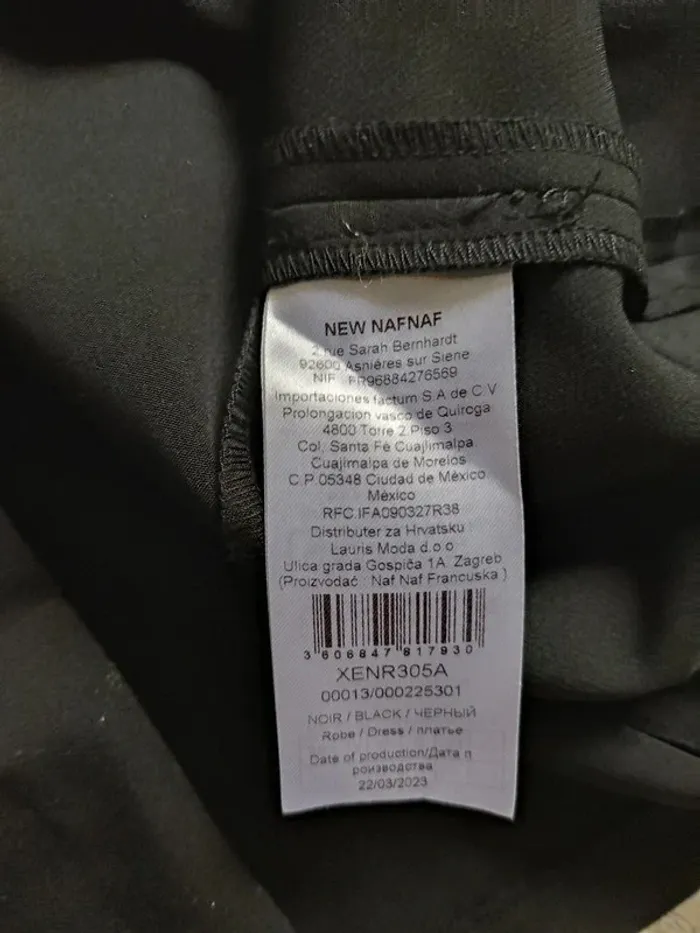 NEW NAFNAF
2 rue Sarah Bernhardt
92600 Asniéres sur Siene
NIF FR96884276569
Importaciones factum S.A de C V
Prolongacion vasco de Quiroga
4800 Torre 2 Piso 3
Col. Santa Fé Cuajimalpa
Cuajimalpa de Morelos
C.P.05348 Ciudad de México
México
RFC.IFA090327R38
Distributer za Hrvatsku
Lauris Moda d.o o
Ulica grada Gospića 1A. Zagreb
(Proizvođać : Naf Naf Francuska )
3 606847 817930
XENR305A
00013/000225301
NOIR / BLACK / ЧЕРНЫЙ
Robe / Dress / платье
Date of production/Дата п
роизводства
22/03/2023